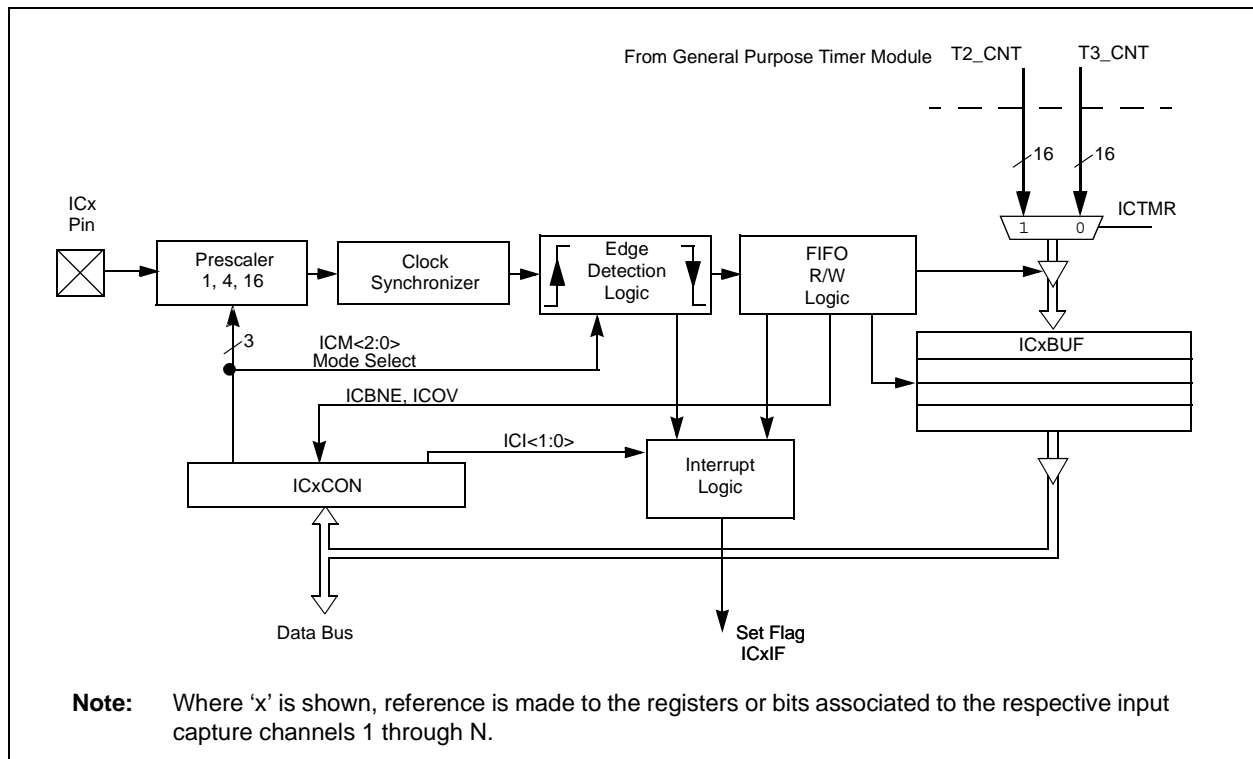 From General Purpose Timer Module
T2_CNT
T3_CNT
16
16
ICx
Pin
ICTMR
1
0
Prescaler
1, 4, 16
Clock
Synchronizer
Edge
Detection
Logic
FIFO
R/W
Logic
3
ICM<2:0>
Mode Select
ICxBUF
ICBNE, ICOV
ICI<1:0>
ICxCON
Interrupt
Logic
Data Bus
Set Flag
ICxIF
Note: Where ‘x’ is shown, reference is made to the registers or bits associated to the respective input
capture channels 1 through N.